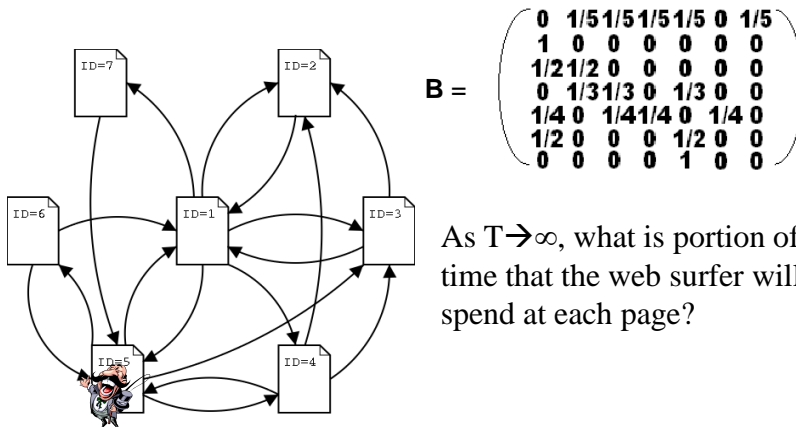 ID=7
ID=2
ID=6
ID=1
ID=3
ID=5
ID=4
B =
0 1/5 1/5 1/5 1/5 0 1/5
1 0 0 0 0 0 0
1/2 1/2 0 0 0 0 0
0 1/3 1/3 0 1/3 0 0
1/4 0 1/4 1/4 0 1/4 0
1/2 0 0 0 1/2 0 0
0 0 0 0 1 0 0
As T→∞, what is portion of
time that the web surfer will
spend at each page?